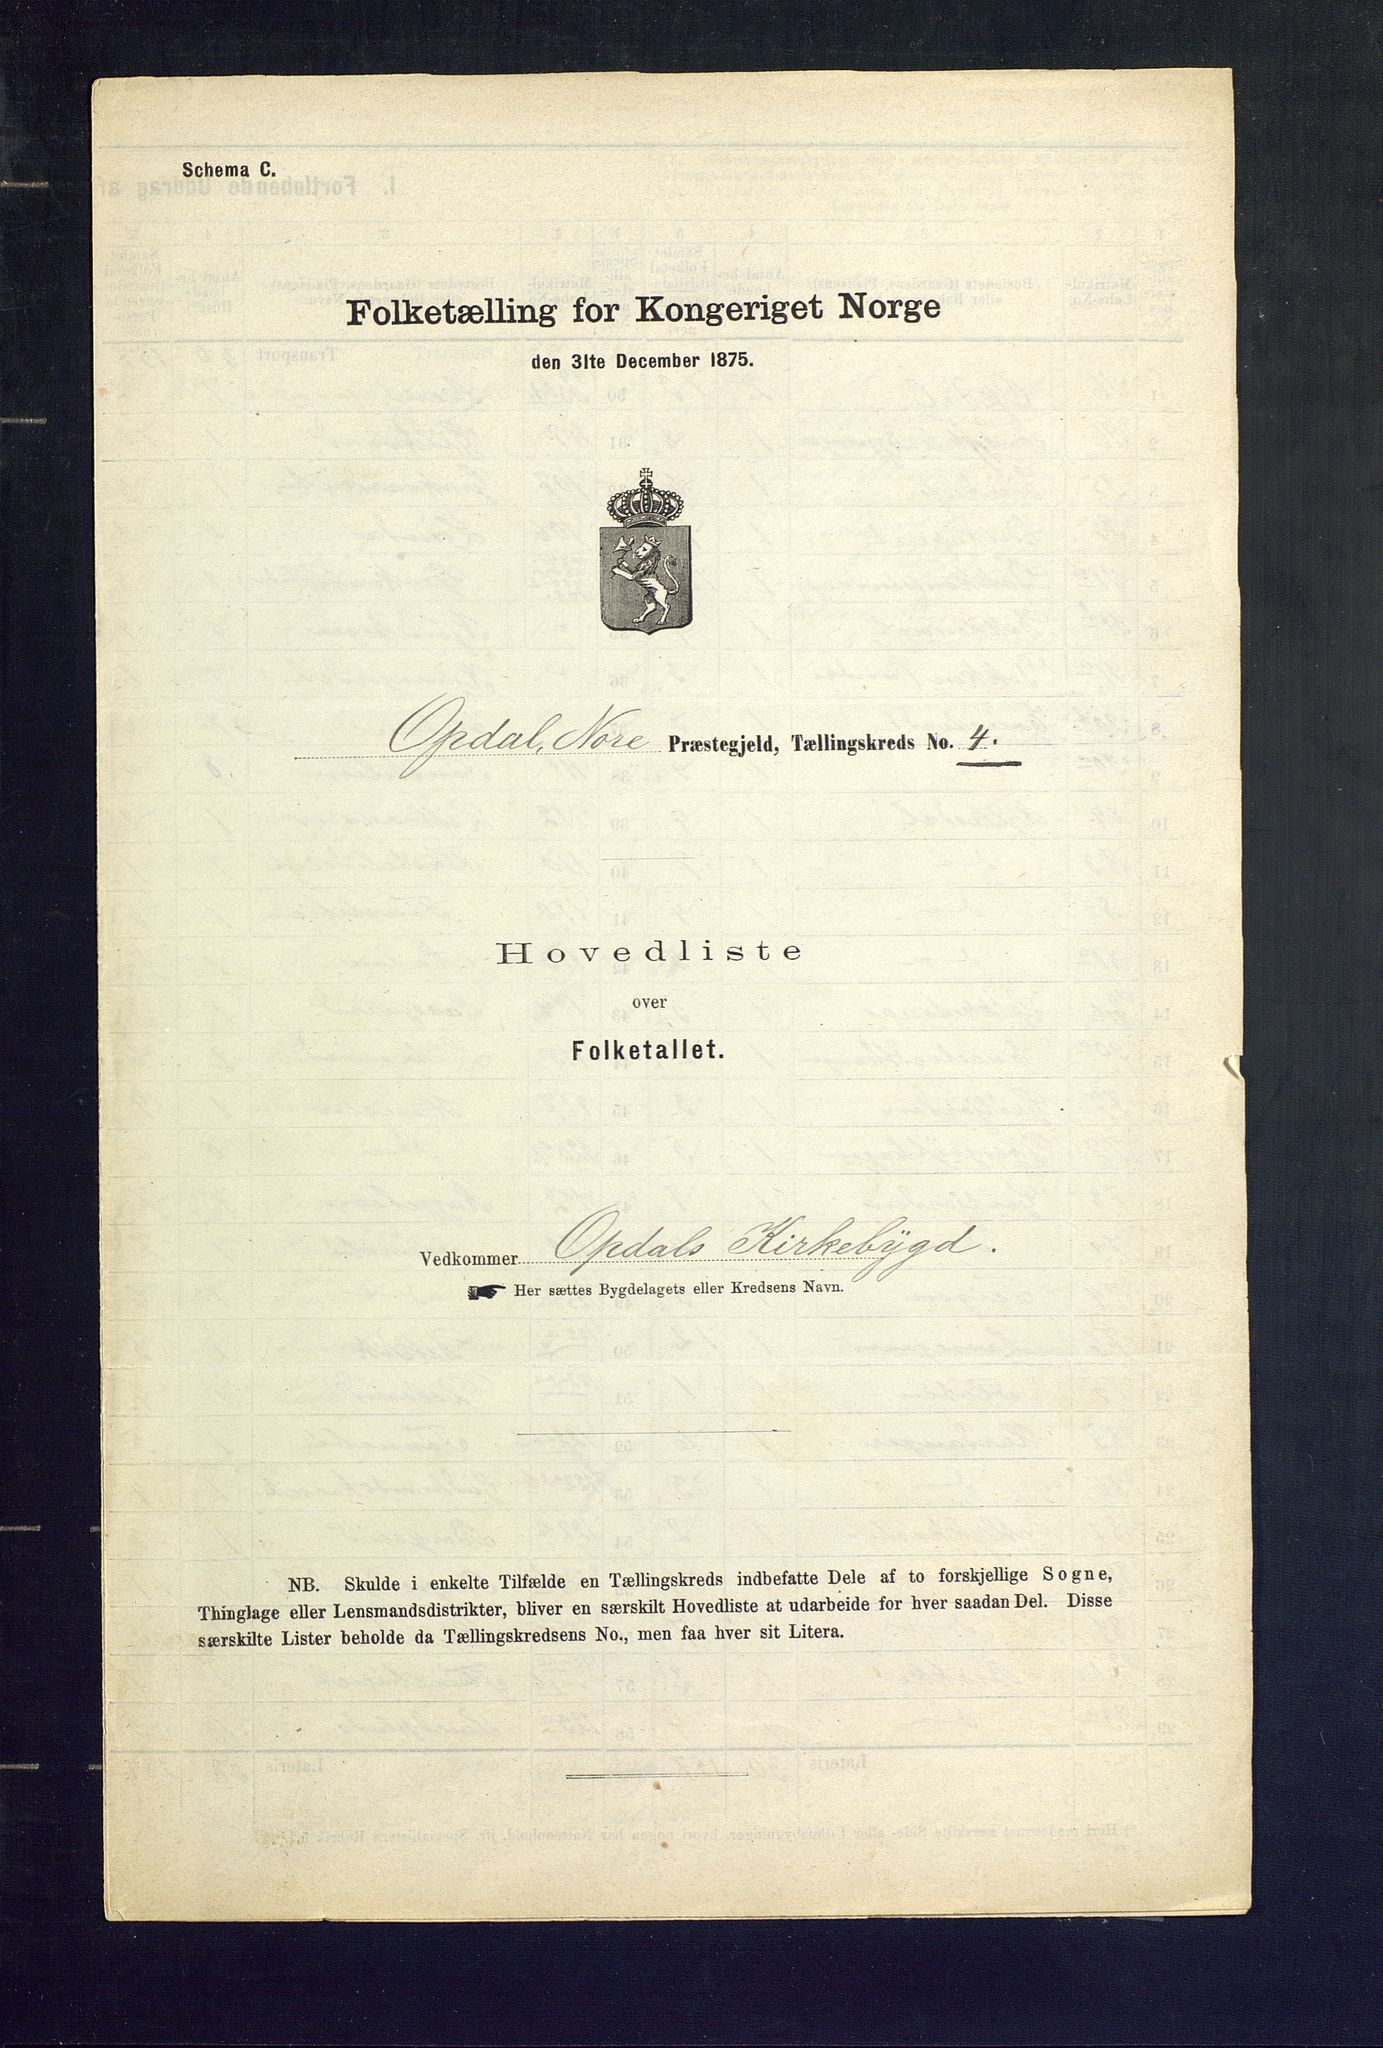 Schema C.
Folketælling for Kongeriget Norge
den 31te December 1875.
Opdal, Nore Præstegjeld, Tællingskreds No. 4.
Hovedliste
over
Folketallet.
Vedkommer Opdals Kirkebÿgd.
Her sættes Bygdelagets eller Kredsens Navn.
NB. Skulde i enkelte Tilfælde en Tællingskreds indbefatte Dele af to forskjellige Sogne,
Thinglage eller Lensmandsdistrikter, bliver en særskilt Hovedliste at udarbeide for hver saadan Del. Disse
særskilte Lister beholde da Tællingskredsens No., men faa hver sit Litera.